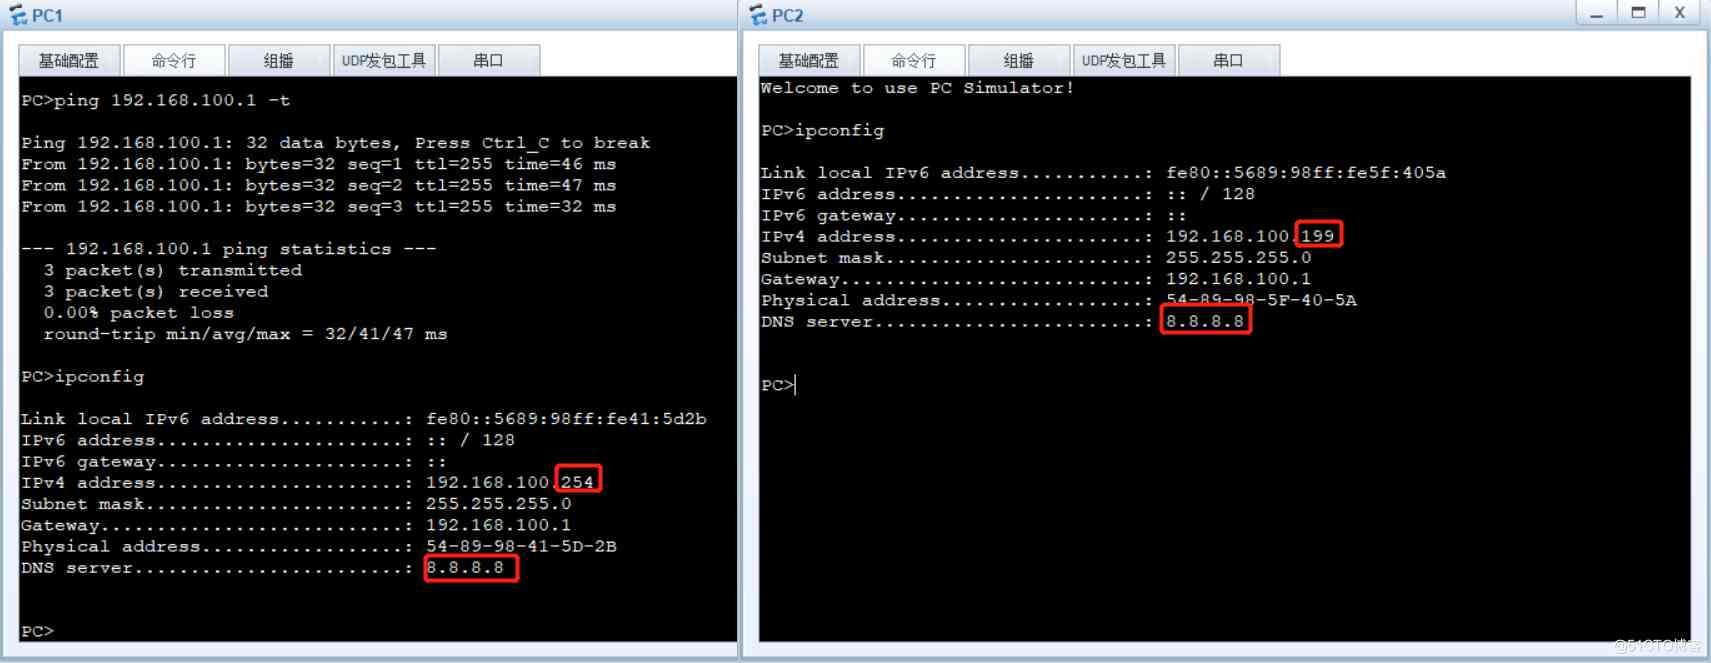 PC1
基础配置 命令行 组播 UDP发包工具 串口
PC>ping 192.168.100.1 -t
Ping 192.168.100.1: 32 data bytes, Press Ctrl_C to break
From 192.168.100.1: bytes=32 seq=1 ttl=255 time=46 ms
From 192.168.100.1: bytes=32 seq=2 ttl=255 time=47 ms
From 192.168.100.1: bytes=32 seq=3 ttl=255 time=32 ms
--- 192.168.100.1 ping statistics ---
3 packet(s) transmitted
3 packet(s) received
0.00% packet loss
round-trip min/avg/max = 32/41/47 ms
PC>ipconfig
Link local IPv6 address...........: fe80::5689:98ff:fe41:5d2b
IPv6 address......................: :: / 128
IPv6 gateway......................: ::
IPv4 address......................: 192.168.100.254
Subnet mask.......................: 255.255.255.0
Gateway...........................: 192.168.100.1
Physical address..................: 54-89-98-41-5D-2B
DNS server........................: 8.8.8.8
PC>
PC2
基础配置 命令行 组播 UDP发包工具 串口
Welcome to use PC Simulator!
PC>ipconfig
Link local IPv6 address...........: fe80::5689:98ff:fe5f:405a
IPv6 address......................: :: / 128
IPv6 gateway......................: ::
IPv4 address......................: 192.168.100.199
Subnet mask.......................: 255.255.255.0
Gateway...........................: 192.168.100.1
Physical address..................: 54-89-98-5F-40-5A
DNS server........................: 8.8.8.8
PC>
@51CTO博客